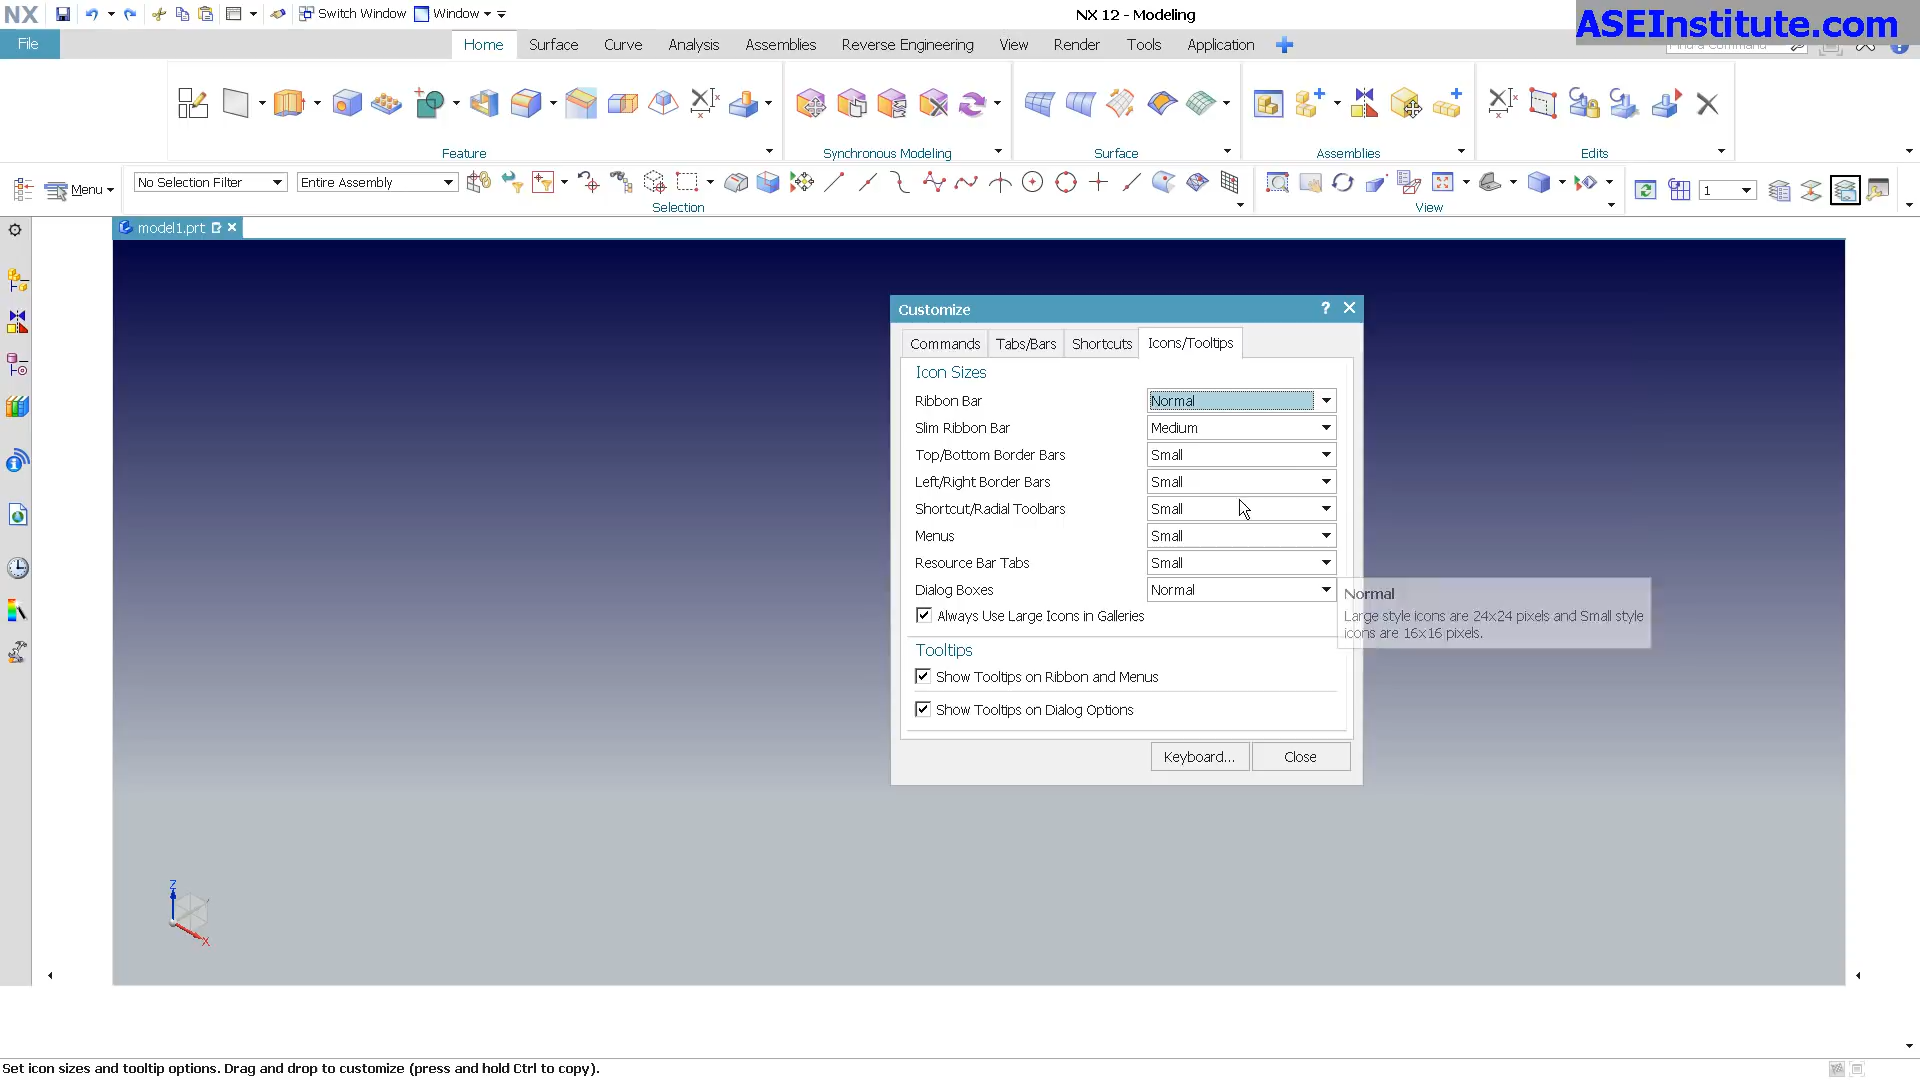 NX
Switch Window
Window
NX 12 - Modeling
ASEInstitute.com
File
Home
Surface
Curve
Analysis
Assemblies
Reverse Engineering
View
Render
Tools
Application
Find a Command
Feature
Synchronous Modeling
Surface
Assemblies
Edits
Menu
No Selection Filter
Entire Assembly
1
Selection
View
model1.prt
Customize
?
Commands
Tabs/Bars
Shortcuts
Icons/Tooltips
Icon Sizes
Ribbon Bar
Normal
Slim Ribbon Bar
Medium
Top/Bottom Border Bars
Small
Left/Right Border Bars
Small
Shortcut/Radial Toolbars
Small
Menus
Small
Resource Bar Tabs
Small
Dialog Boxes
Normal
Normal
Large style icons are 24x24 pixels and Small style
icons are 16x16 pixels.
Always Use Large Icons in Galleries
Tooltips
Show Tooltips on Ribbon and Menus
Show Tooltips on Dialog Options
Keyboard...
Close
Z
X
Set icon sizes and tooltip options. Drag and drop to customize (press and hold Ctrl to copy).